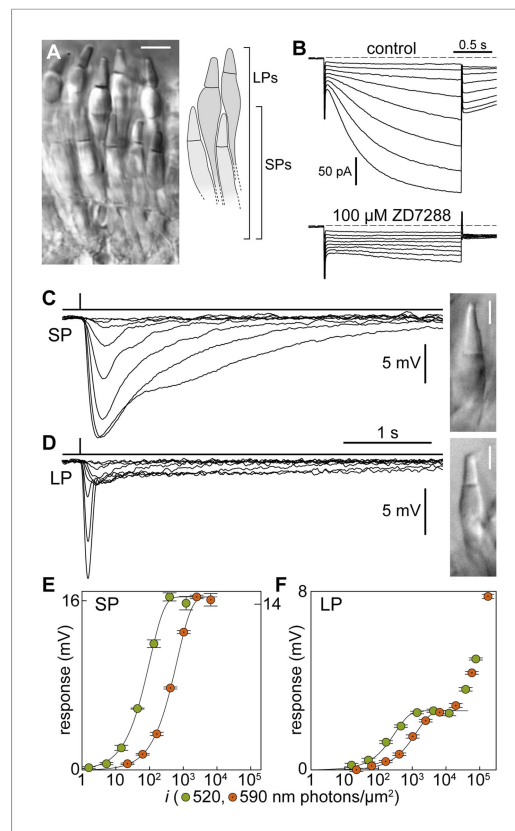 A
LPs
SPs
B
control
0.5 s
50 pA
100 µM ZD7288
C
SP
5 mV
D
1 s
LP
5 mV
E
SP
16
14
response (mV)
0
1 10 10² 10³ 10⁴ 10⁵
F
LP
8
response (mV)
0
1 10 10² 10³ 10⁴ 10⁵
i ( 520, 590 nm photons/µm²)